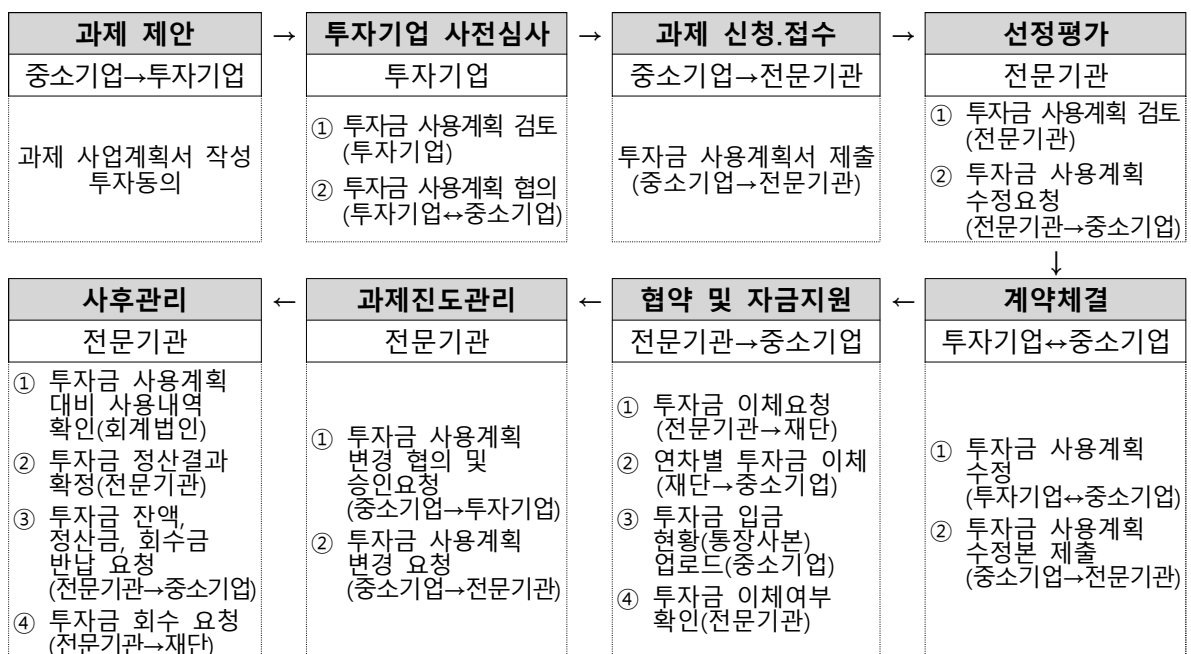 과제 제안
중소기업→투자기업
과제 사업계획서 작성
투자동의
→
투자기업 사전심사
투자기업
① 투자금 사용계획 검토
(투자기업)
② 투자금 사용계획 협의
(투자기업↔중소기업)
→
과제 신청.접수
중소기업→전문기관
투자금 사용계획서 제출
(중소기업→전문기관)
→
선정평가
전문기관
① 투자금 사용계획 검토
(전문기관)
② 투자금 사용계획
수정요청
(전문기관→중소기업)
↓
계약체결
투자기업↔중소기업
① 투자금 사용계획
수정
(투자기업↔중소기업)
② 투자금 사용계획
수정본 제출
(중소기업→전문기관)
←
협약 및 자금지원
전문기관→중소기업
① 투자금 이체요청
(전문기관→재단)
② 연차별 투자금 이체
(재단→중소기업)
③ 투자금 입금
현황(통장사본)
업로드(중소기업)
④ 투자금 이체여부
확인(전문기관)
←
과제진도관리
전문기관
① 투자금 사용계획
변경 협의 및
승인요청
(중소기업→투자기업)
② 투자금 사용계획
변경 요청
(중소기업→전문기관)
←
사후관리
전문기관
① 투자금 사용계획
대비 사용내역
확인(회계법인)
② 투자금 정산결과
확정(전문기관)
③ 투자금 잔액,
정산금, 회수금
반납 요청
(전문기관→중소기업)
④ 투자금 회수 요청
(전문기관→재단)